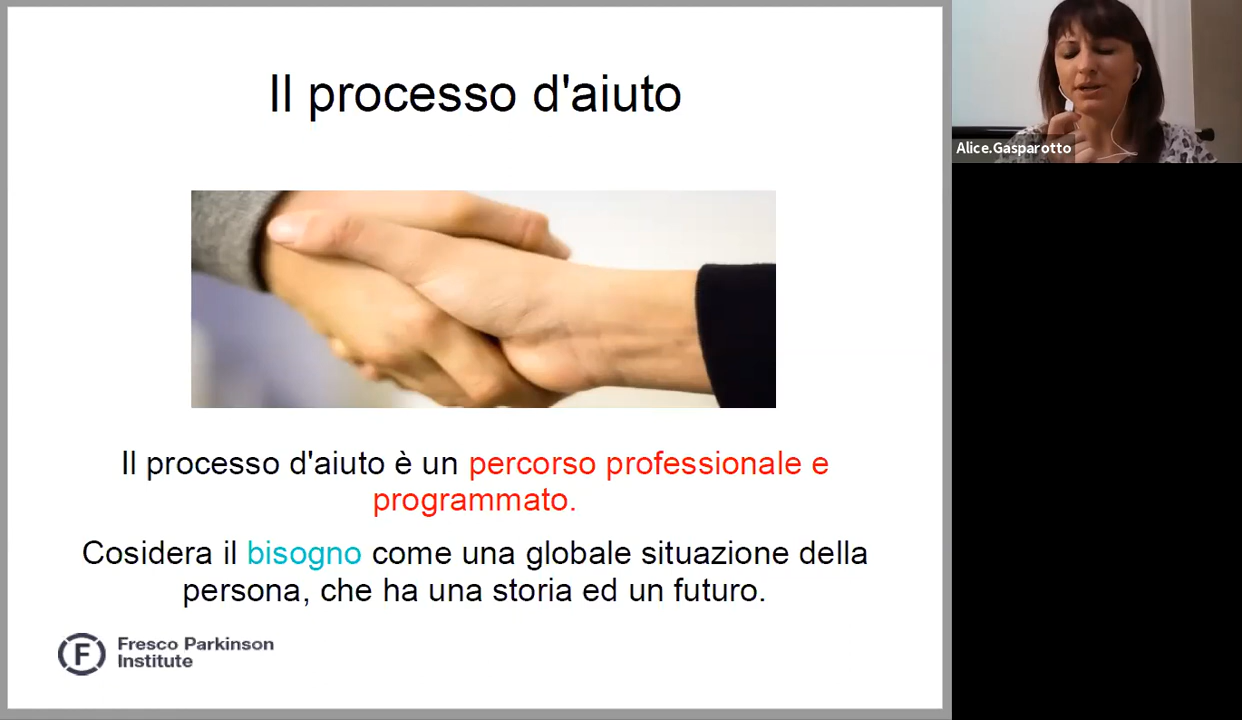 Il processo d'aiuto
Alice.Gasparotto
Il processo d'aiuto è un percorso professionale e
programmato.
Cosidera il bisogno come una globale situazione della
persona, che ha una storia ed un futuro.
F
Fresco Parkinson
Institute